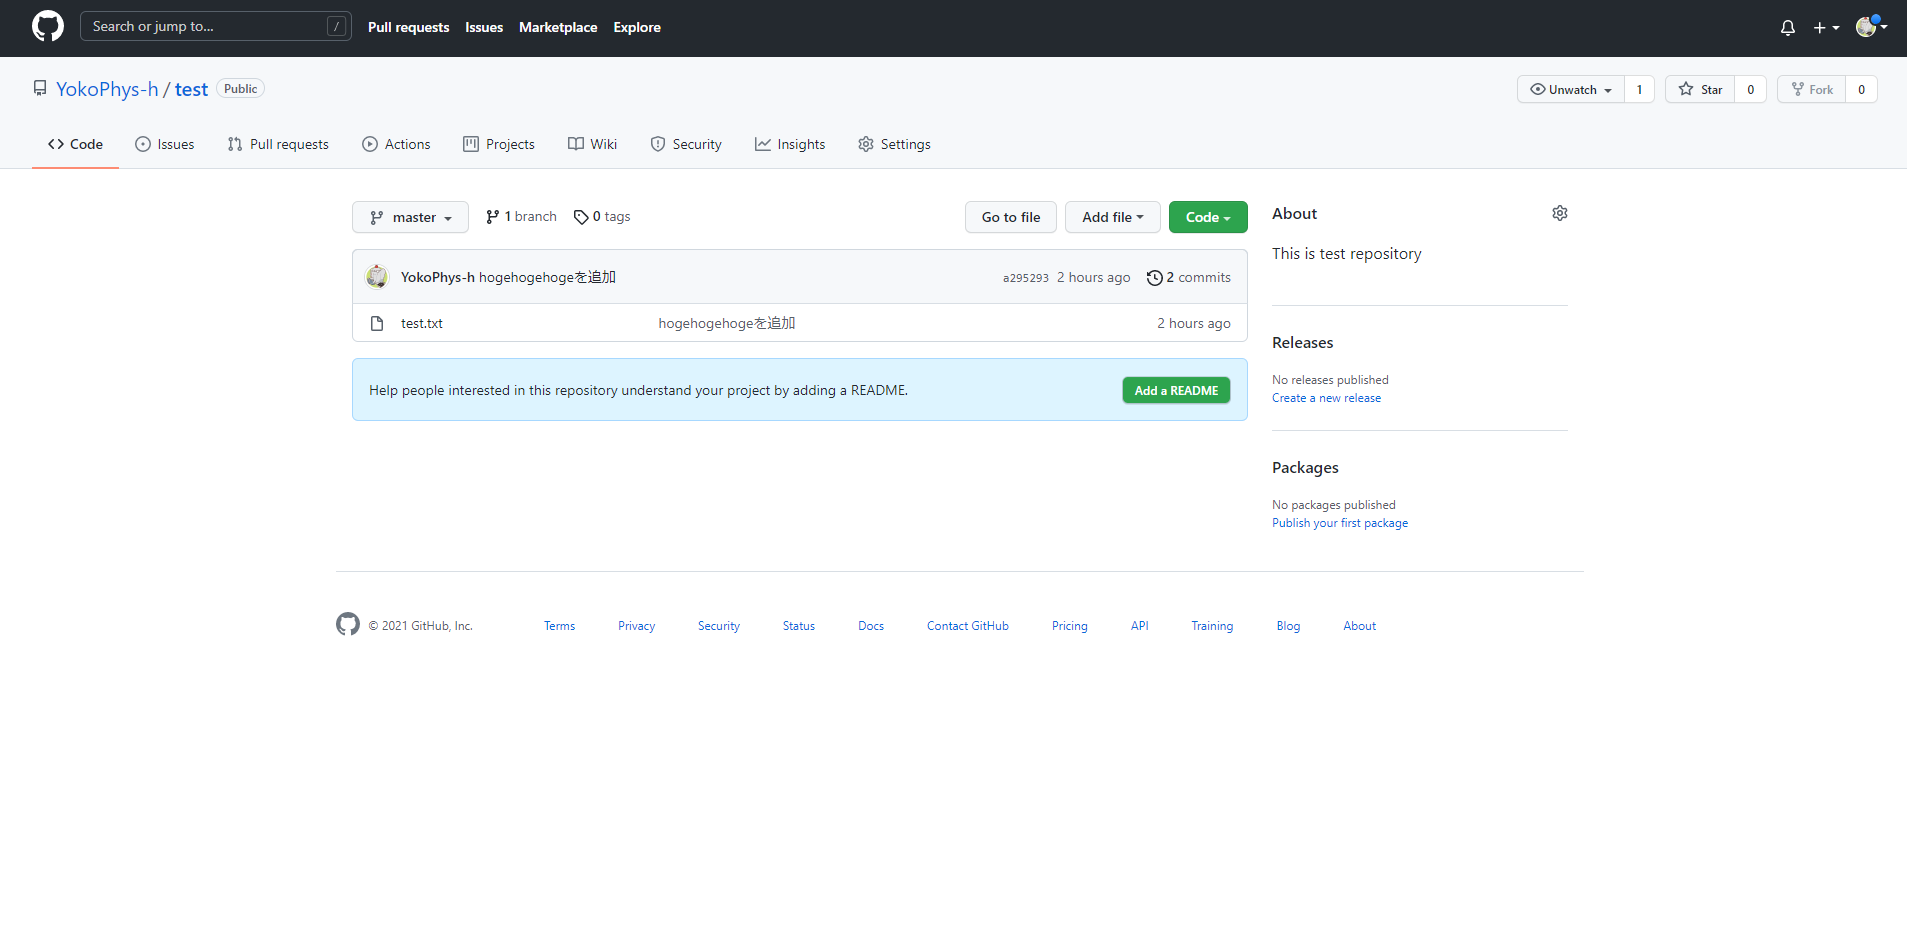 Search or jump to... / Pull requests Issues Marketplace Explore
YokoPhys-h / test Public Unwatch 1 Star 0 Fork 0
Code Issues Pull requests Actions Projects Wiki Security Insights Settings
master 1 branch 0 tags Go to file Add file Code
YokoPhys-h hogehogehogeを追加 a295293 2 hours ago 2 commits
test.txt hogehogehogeを追加 2 hours ago
Help people interested in this repository understand your project by adding a README. Add a README
About
This is test repository
Releases
No releases published
Create a new release
Packages
No packages published
Publish your first package
© 2021 GitHub, Inc. Terms Privacy Security Status Docs Contact GitHub Pricing API Training Blog About